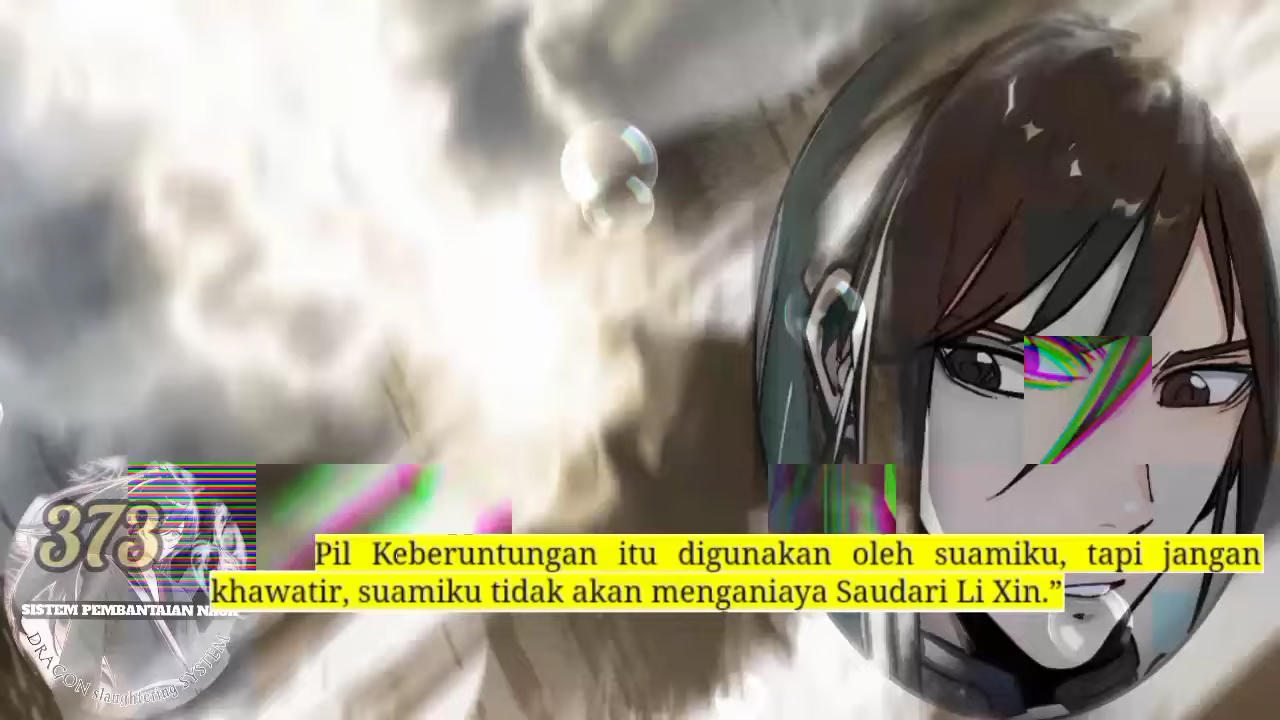 373
Pil Keberuntungan itu digunakan oleh suamiku, tapi jangan
khawatir, suamiku tidak akan menganiaya Saudari Li Xin.”
SISTEM PEMBANTAIAN NAGA
DRAGON slaughtering SYSTEM